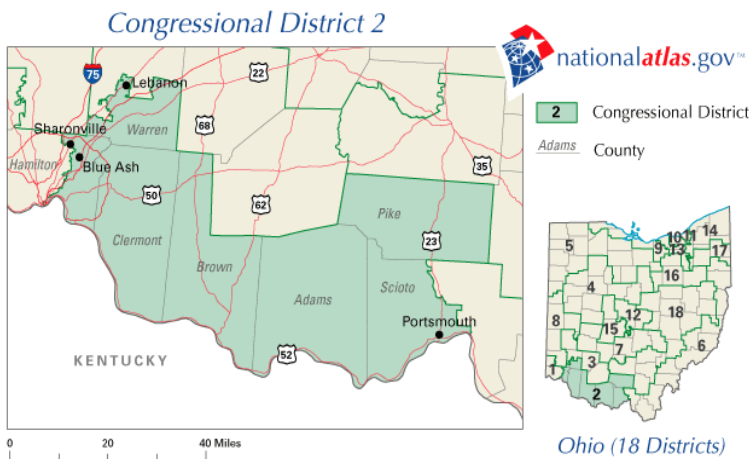 Congressional District 2
nationalatlas.gov™
2 Congressional District
Adams County
75
Lebanon
22
Sharonville
Warren
68
Hamilton
Blue Ash
35
50
62
Pike
Clermont
23
Brown
Adams
Scioto
Portsmouth
KENTUCKY
52
0 20 40 Miles
5
10
11
14
9
13
17
16
4
8
12
18
15
7
6
1
3
2
Ohio (18 Districts)